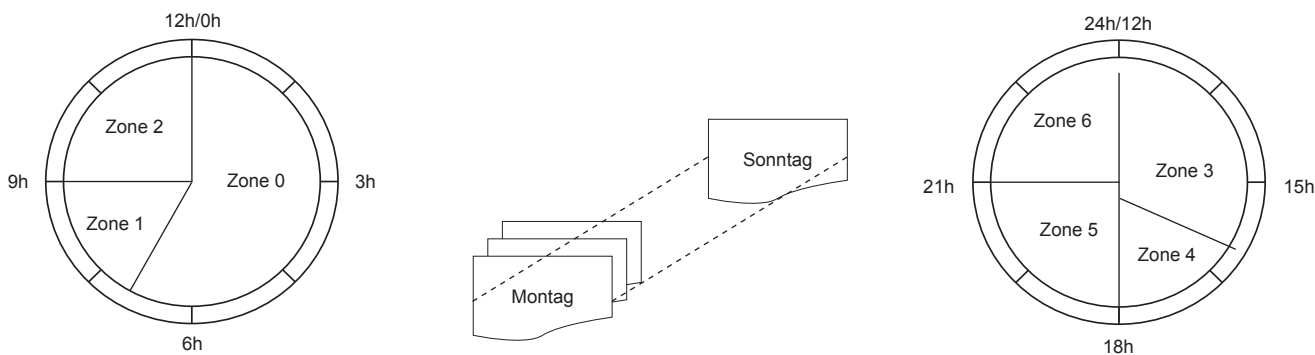 12h/0h
Zone 2
Zone 0
9h
3h
Zone 1
6h
Sonntag
Montag
24h/12h
Zone 6
Zone 3
21h
15h
Zone 5
Zone 4
18h